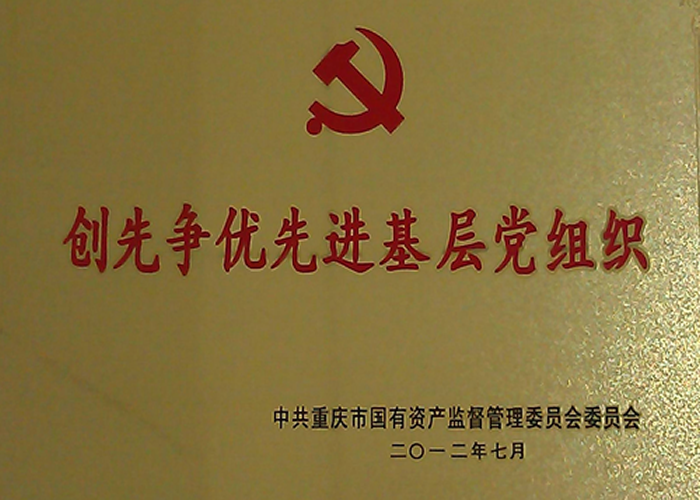 创先争优先进基层党组织
中共重庆市国有资产监督管理委员会委员会
二〇一二年七月